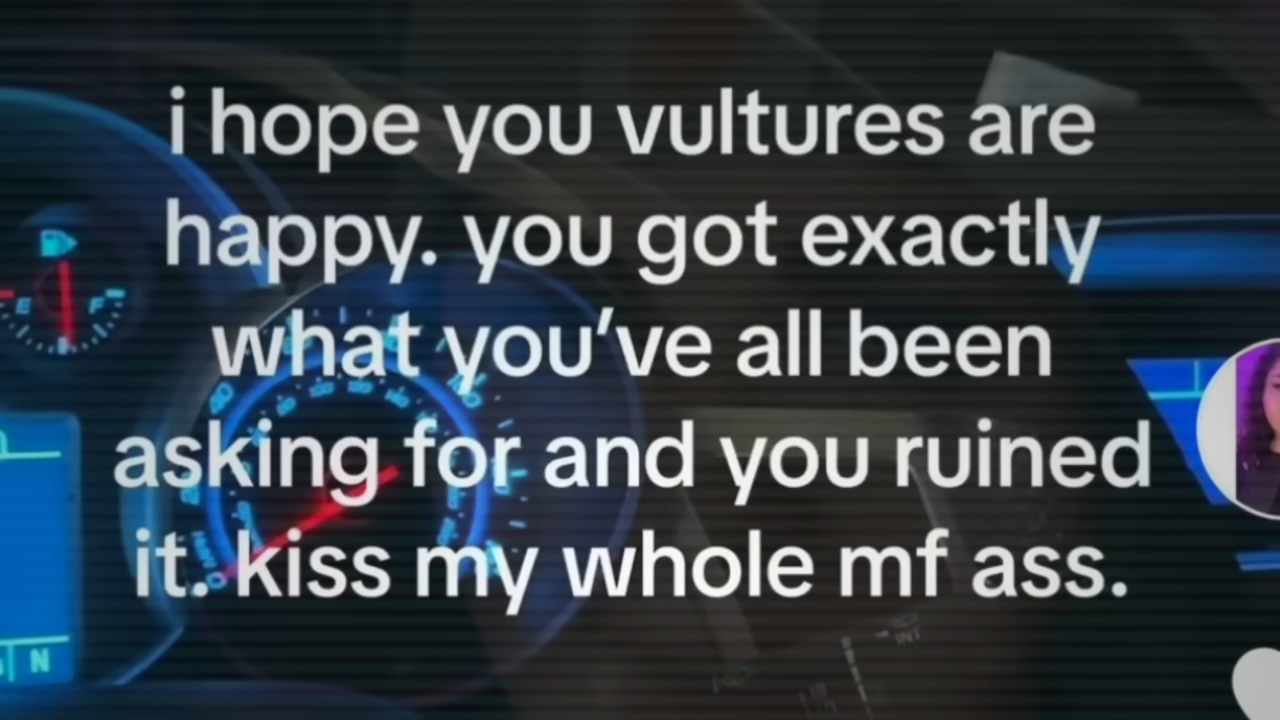 i hope you vultures are
happy. you got exactly
what you've all been
asking for and you ruined
it. kiss my whole mf ass.
E F
N
INT